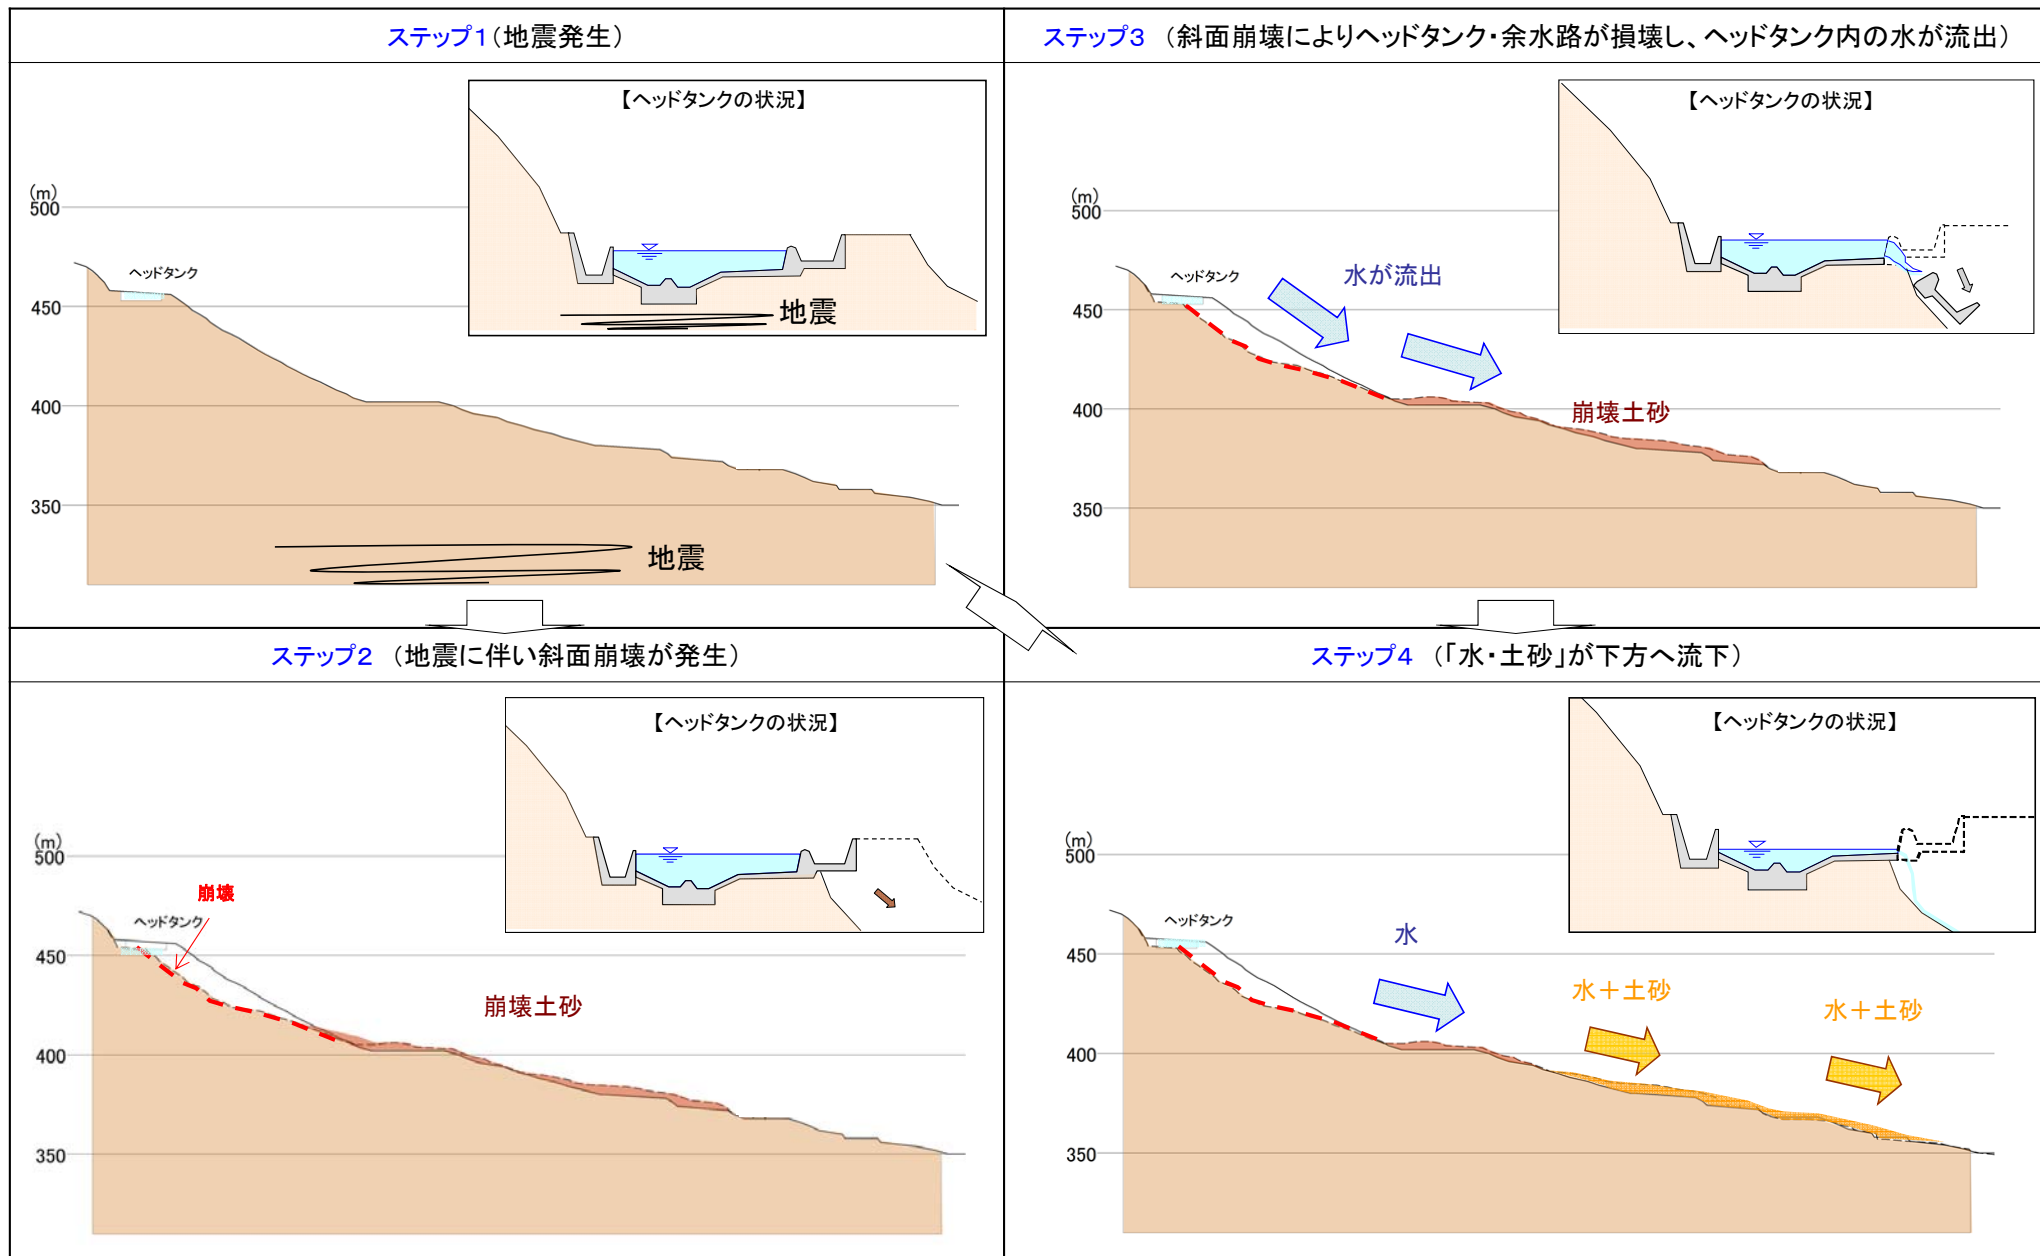 ステップ1(地震発生)
【ヘッドタンクの状況】
(m)
500
ヘッドタンク
450
地震
400
350
地震
ステップ2 (地震に伴い斜面崩壊が発生)
【ヘッドタンクの状況】
(m)
500
崩壊
ヘッドタンク
450
崩壊土砂
400
350
ステップ3 (斜面崩壊によりヘッドタンク・余水路が損壊し、ヘッドタンク内の水が流出)
【ヘッドタンクの状況】
(m)
500
ヘッドタンク
水が流出
450
400
崩壊土砂
350
ステップ4 (「水・土砂」が下方へ流下)
【ヘッドタンクの状況】
(m)
500
ヘッドタンク
水
450
水+土砂
水+土砂
400
350